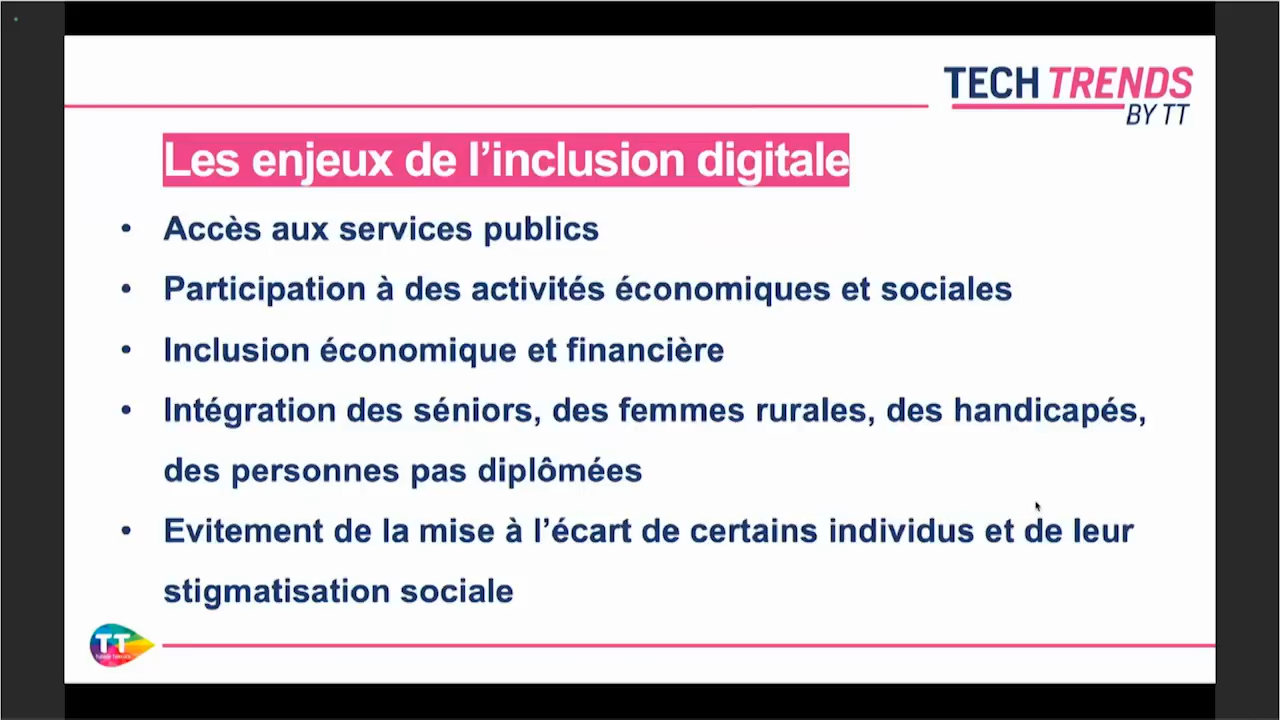 TECH TRENDS
BY TT
Les enjeux de l’inclusion digitale
• Accès aux services publics
• Participation à des activités économiques et sociales
• Inclusion économique et financière
• Intégration des séniors, des femmes rurales, des handicapés,
des personnes pas diplômées
• Evitement de la mise à l’écart de certains individus et de leur
stigmatisation sociale
TT